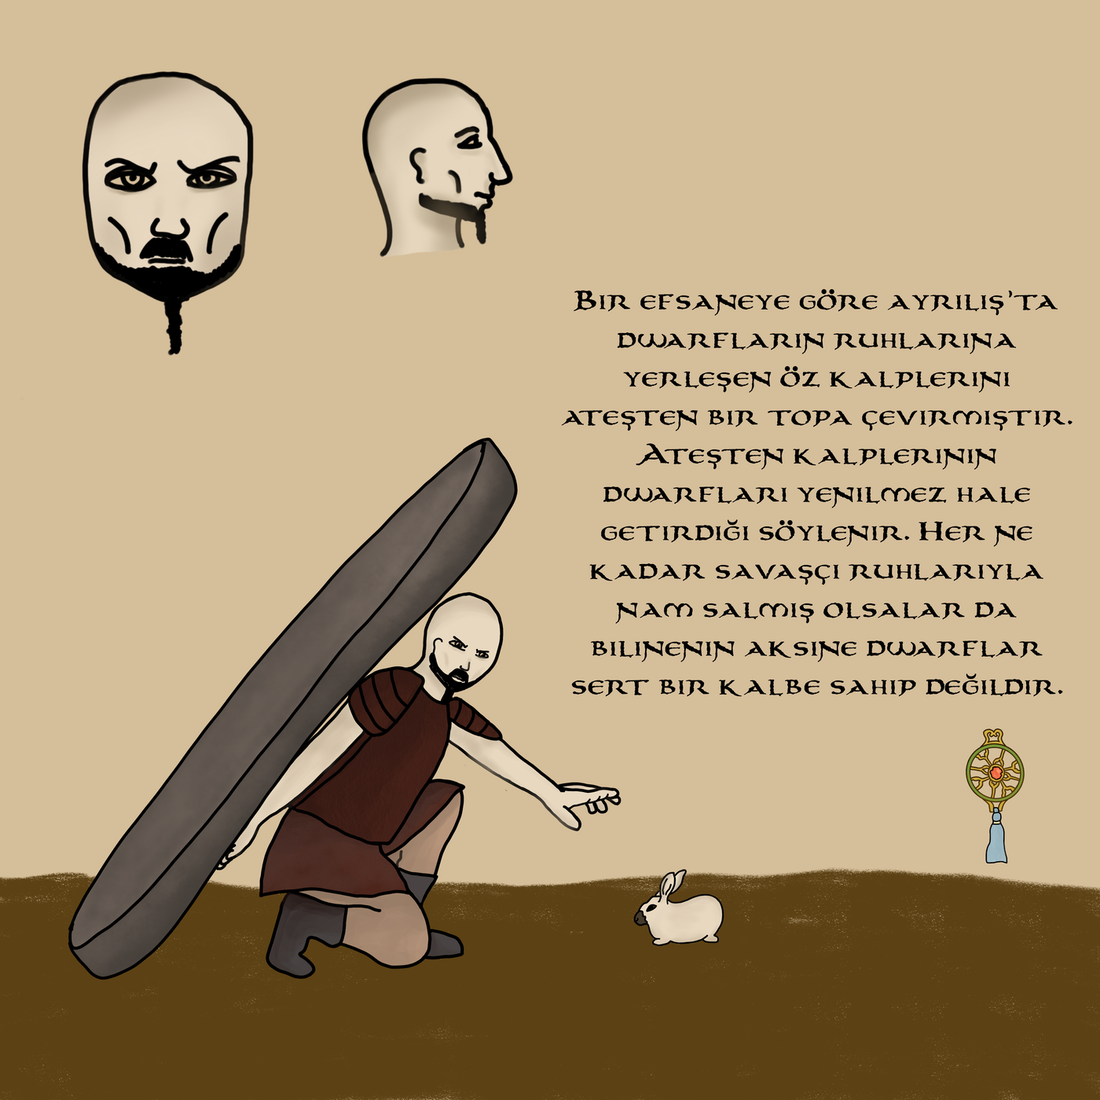 Bir efsaneye göre Ayrılış'ta
dwarfların ruhlarına
yerleşen öz kalplerini
ateşten bir topa çevirmiştir.
Ateşten kalplerinin
dwarfları yenilmez hale
getirdiği söylenir. Her ne
kadar savaşçı ruhlarıyla
nam salmış olsalar da
bilinenin aksine dwarflar
sert bir kalbe sahip değildir.